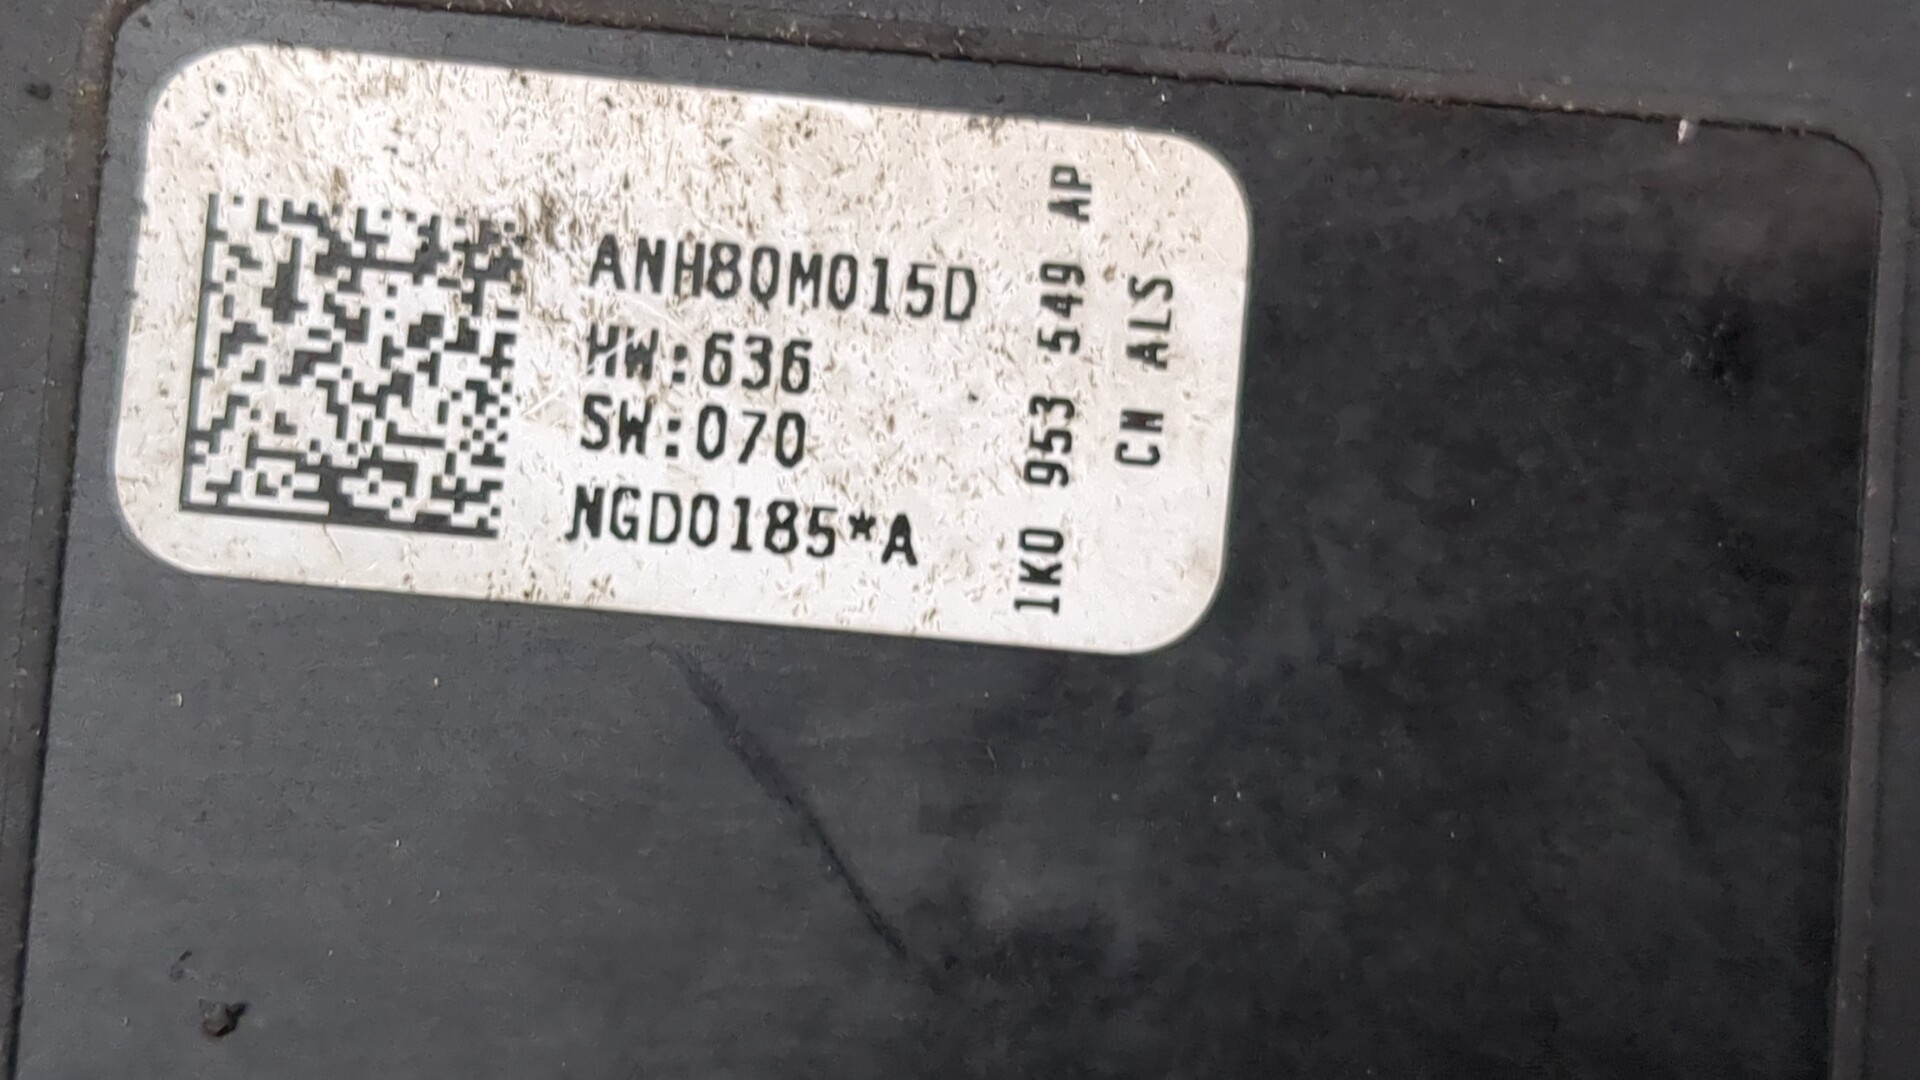 ANH8QM015D
HW:636
SW:070
NGD0185*A
1K0 953 549 AP
CN ALS